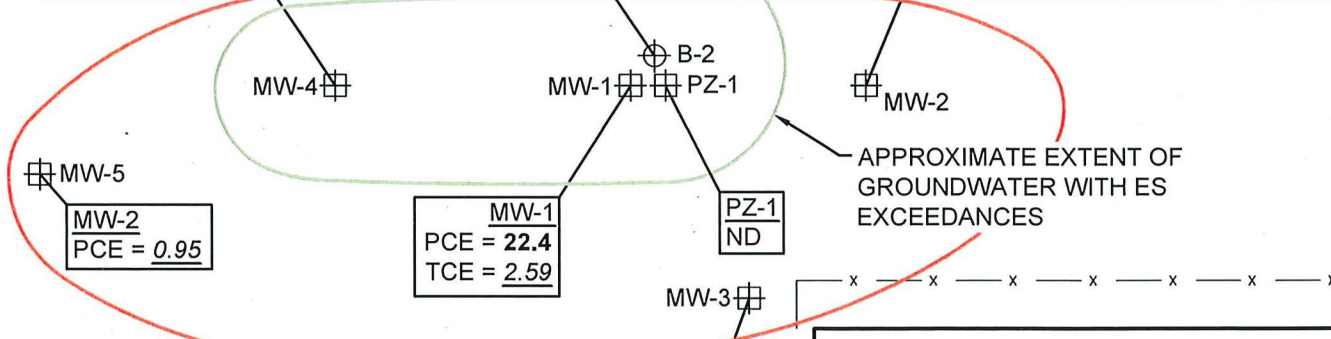 B-2
MW-4
MW-1
PZ-1
MW-2
APPROXIMATE EXTENT OF
GROUNDWATER WITH ES
EXCEEDANCES
MW-5
MW-2
PCE = 0.95
MW-1
PCE = 22.4
TCE = 2.59
PZ-1
ND
MW-3
x x x x x x x